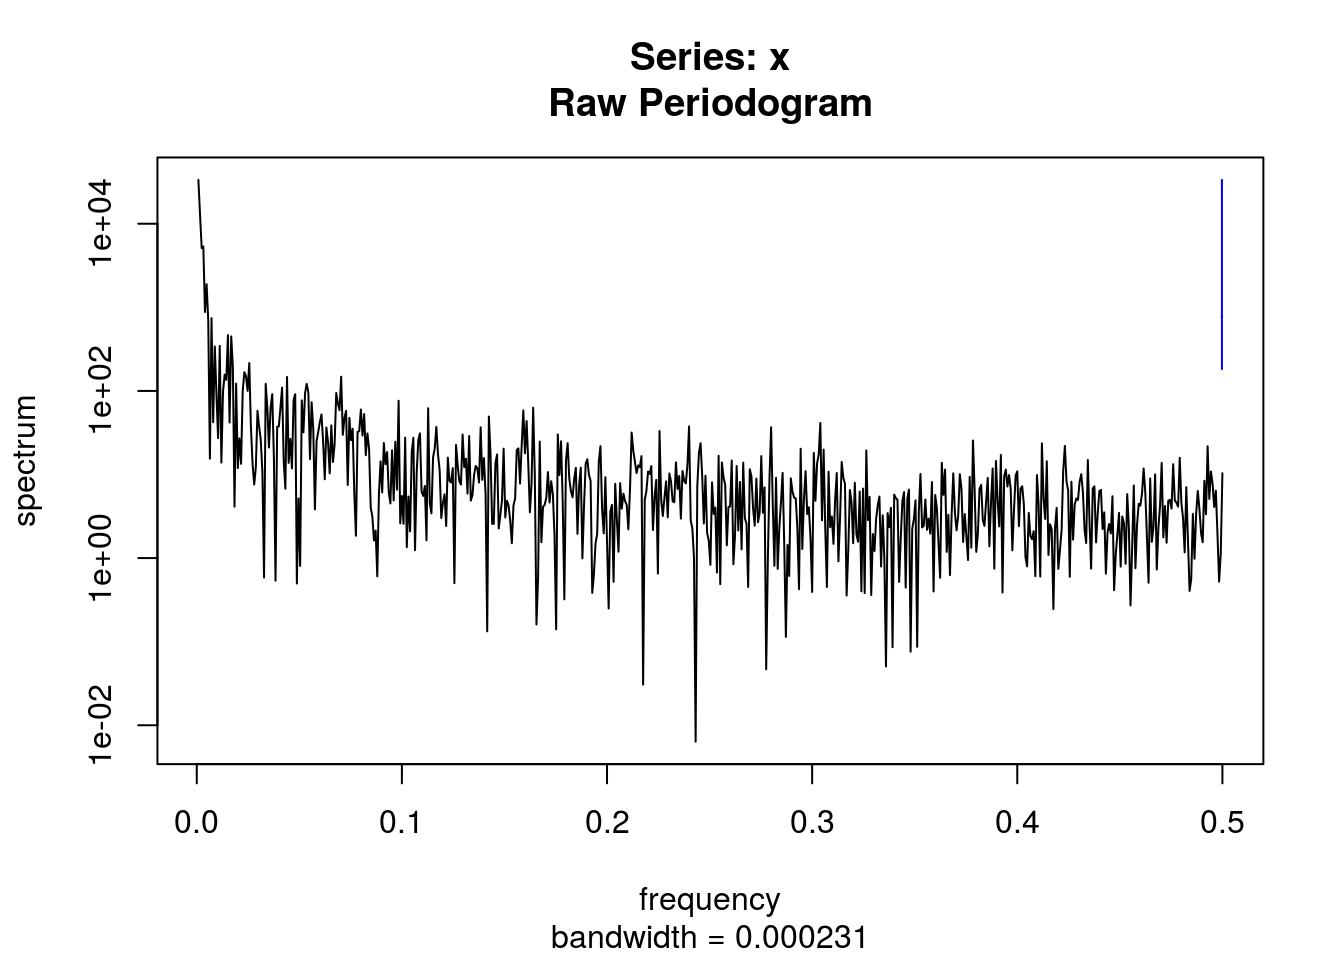 Series: x
Raw Periodogram
spectrum
1e+04
1e+02
1e+00
1e-02
0.0 0.1 0.2 0.3 0.4 0.5
frequency
bandwidth = 0.000231